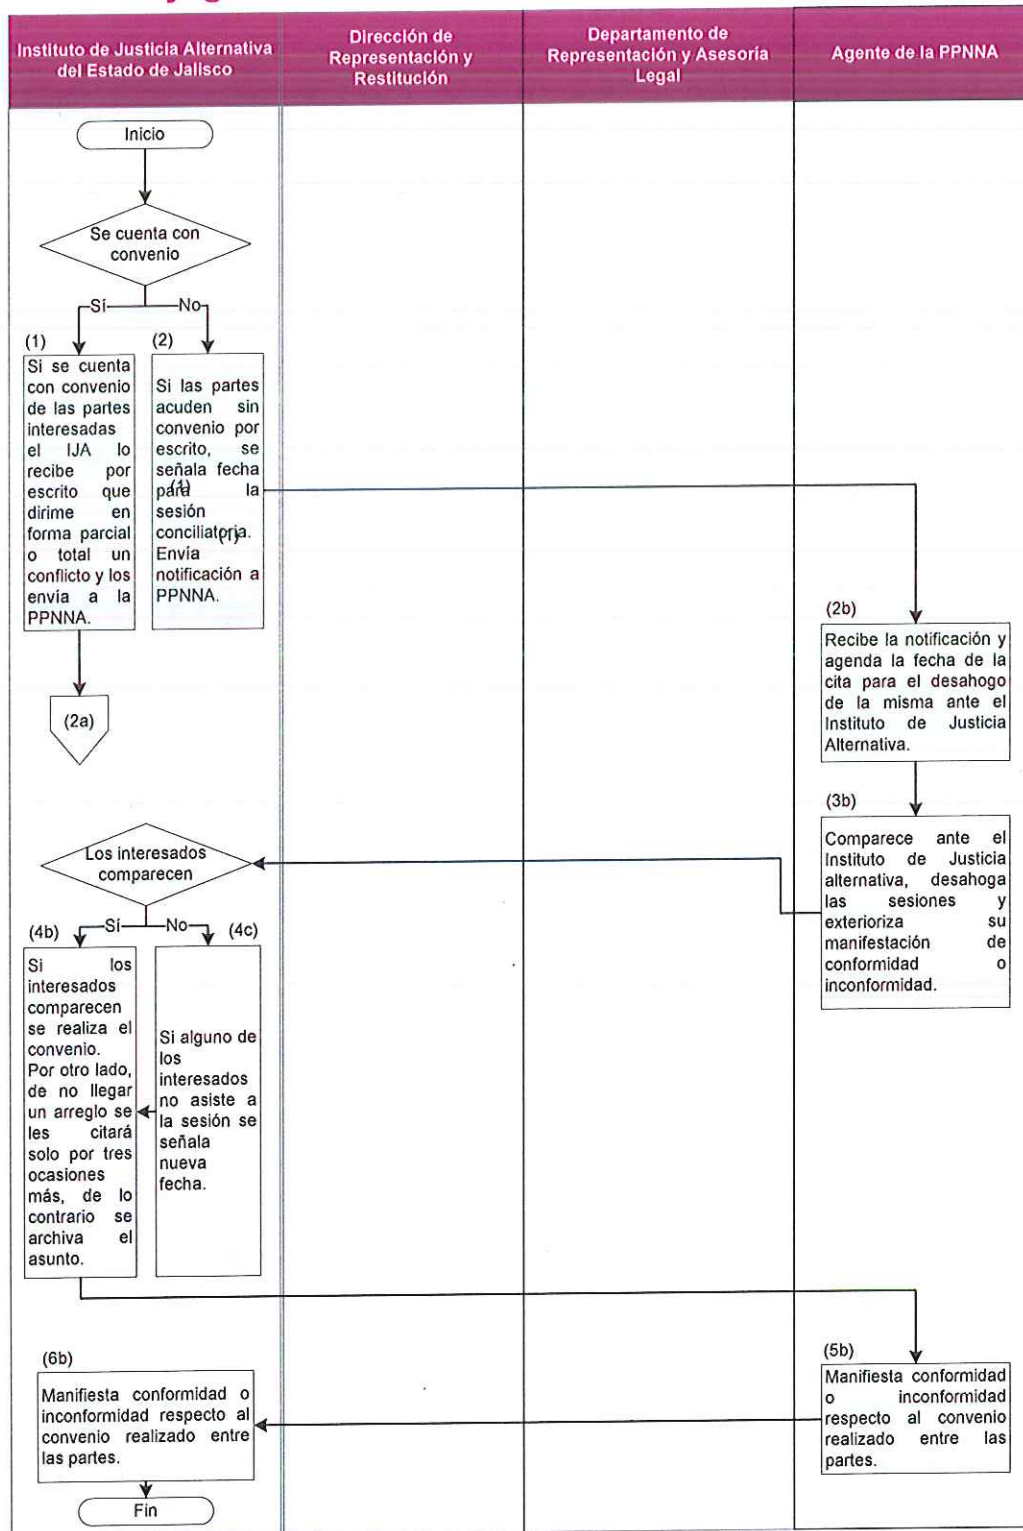 Instituto de Justicia Alternativa
del Estado de Jalisco
Dirección de
Representación y
Restitución
Departamento de
Representación y Asesoría
Legal
Agente de la PPNNA
Inicio
Se cuenta con
convenio
Sí
No
(1)
Si se cuenta
con convenio
de las partes
interesadas
el IJA lo
recibe por
escrito que
dirime en
forma parcial
o total un
conflicto y los
envía a la
PPNNA.
(2)
Si las partes
acuden sin
convenio por
escrito, se
señala fecha
para la
(1)
sesión
conciliatoria.
(1)
Envía
notificación a
PPNNA.
(2a)
(2b)
Recibe la notificación y
agenda la fecha de la
cita para el desahogo
de la misma ante el
Instituto de Justicia
Alternativa.
(3b)
Comparece ante el
Instituto de Justicia
alternativa, desahoga
las sesiones y
exterioriza su
manifestación de
conformidad o
inconformidad.
Los interesados
comparecen
Sí
No
(4b)
Si los
interesados
comparecen
se realiza el
convenio.
Por otro lado,
de no llegar
un arreglo se
les citará
solo por tres
ocasiones
más, de lo
contrario se
archiva el
asunto.
(4c)
Si alguno de
los
interesados
no asiste a
la sesión se
señala
nueva
fecha.
(5b)
Manifiesta conformidad
o inconformidad
respecto al convenio
realizado entre las
partes.
(6b)
Manifiesta conformidad o
inconformidad respecto al
convenio realizado entre
las partes.
Fin